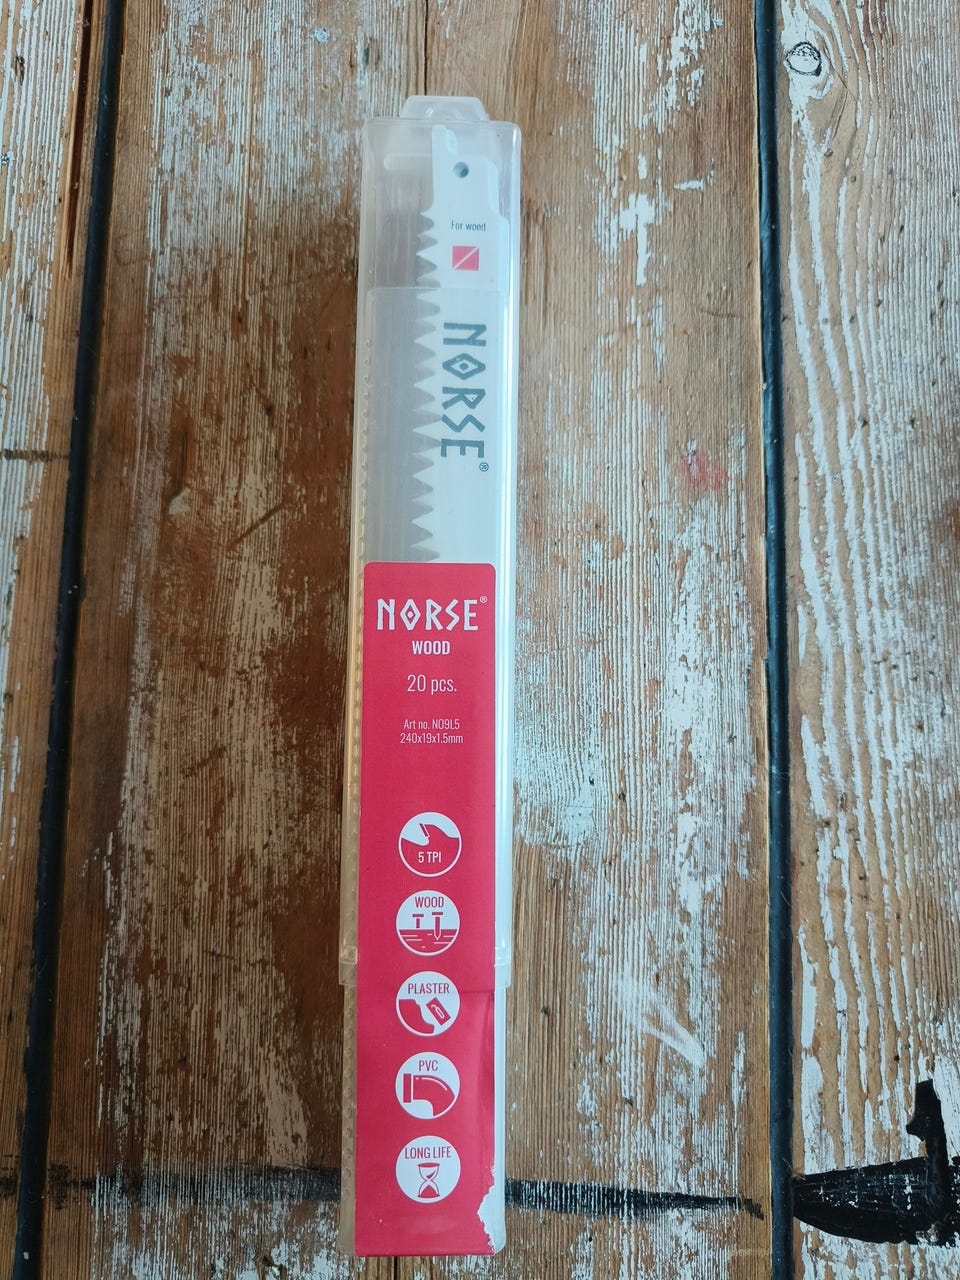 For wood
NORSE®
NORSE®
WOOD
20 pcs.
Art no. NO9L5
240x19x1.5mm
5 TPI
WOOD
PLASTER
PVC
LONG LIFE